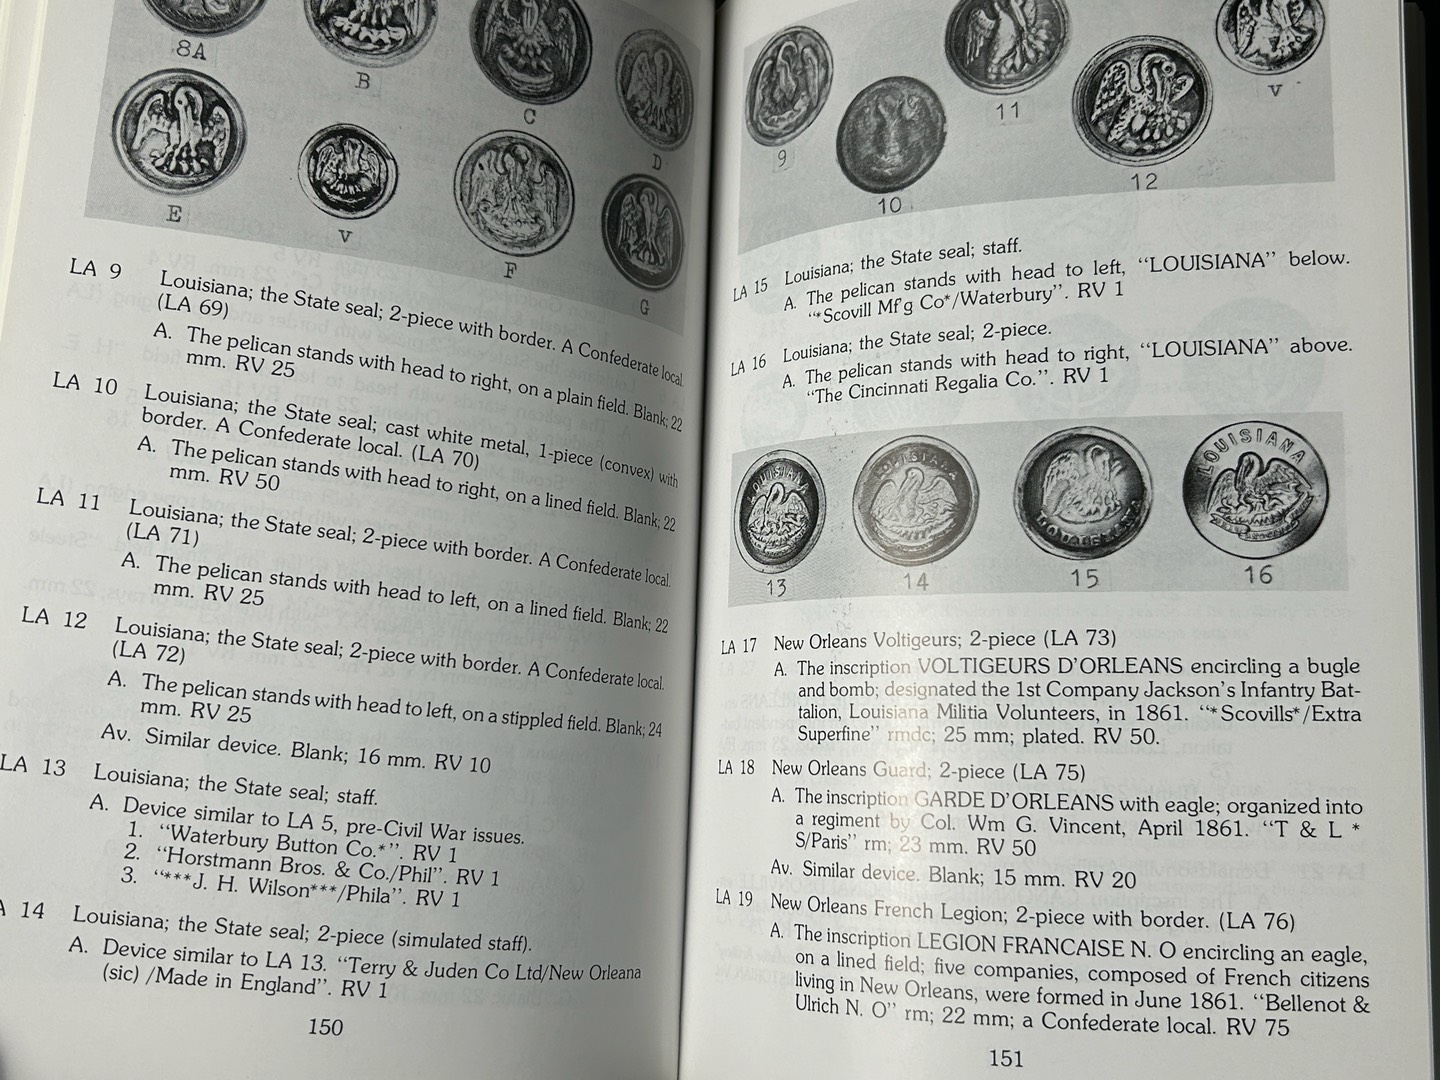 8A
B
C
D
E
V
F
G
LA 9 Louisiana; the State seal; 2-piece with border. A Confederate local.
(LA 69)
A. The pelican stands with head to right, on a plain field. Blank; 22
mm. RV 25
LA 10 Louisiana; the State seal; cast white metal, 1-piece (convex) with
border. A Confederate local. (LA 70)
A. The pelican stands with head to right, on a lined field. Blank; 22
mm. RV 50
LA 11 Louisiana; the State seal; 2-piece with border. A Confederate local.
(LA 71)
A. The pelican stands with head to left, on a lined field. Blank; 22
mm. RV 25
LA 12 Louisiana; the State seal; 2-piece with border. A Confederate local.
(LA 72)
A. The pelican stands with head to left, on a stippled field. Blank; 24
mm. RV 25
Av. Similar device. Blank; 16 mm. RV 10
LA 13 Louisiana; the State seal; staff.
A. Device similar to LA 5, pre-Civil War issues.
1. “Waterbury Button Co.*”. RV 1
2. “Horstmann Bros. & Co./Phil”. RV 1
3. “***J. H. Wilson***/Phila”. RV 1
A 14 Louisiana; the State seal; 2-piece (simulated staff).
A. Device similar to LA 13. “Terry & Juden Co Ltd/New Orleana
(sic) /Made in England”. RV 1
150
9
10
11
12
V
LA 15 Louisiana; the State seal; staff.
A. The pelican stands with head to left, “LOUISIANA” below.
“*Scovill Mf'g Co*/Waterbury”. RV 1
LA 16 Louisiana; the State seal; 2-piece.
A. The pelican stands with head to right, “LOUISIANA” above.
“The Cincinnati Regalia Co.”. RV 1
LOUISIANA
LOUISIANA
LOUISIANA
13
14
15
16
LA 17 New Orleans Voltigeurs; 2-piece (LA 73)
A. The inscription VOLTIGEURS D'ORLEANS encircling a bugle
and bomb; designated the 1st Company Jackson's Infantry Bat-
talion, Louisiana Militia Volunteers, in 1861. “*Scovills*/Extra
Superfine” rmdc; 25 mm; plated. RV 50.
LA 18 New Orleans Guard; 2-piece (LA 75)
A. The inscription GARDE D'ORLEANS with eagle; organized into
a regiment by Col. Wm G. Vincent, April 1861. “T & L *
S/Paris” rm; 23 mm. RV 50
Av. Similar device. Blank; 15 mm. RV 20
LA 19 New Orleans French Legion; 2-piece with border. (LA 76)
A. The inscription LEGION FRANCAISE N. O encircling an eagle,
on a lined field; five companies, composed of French citizens
living in New Orleans, were formed in June 1861. “Bellenot &
Ulrich N. O” rm; 22 mm; a Confederate local. RV 75
151